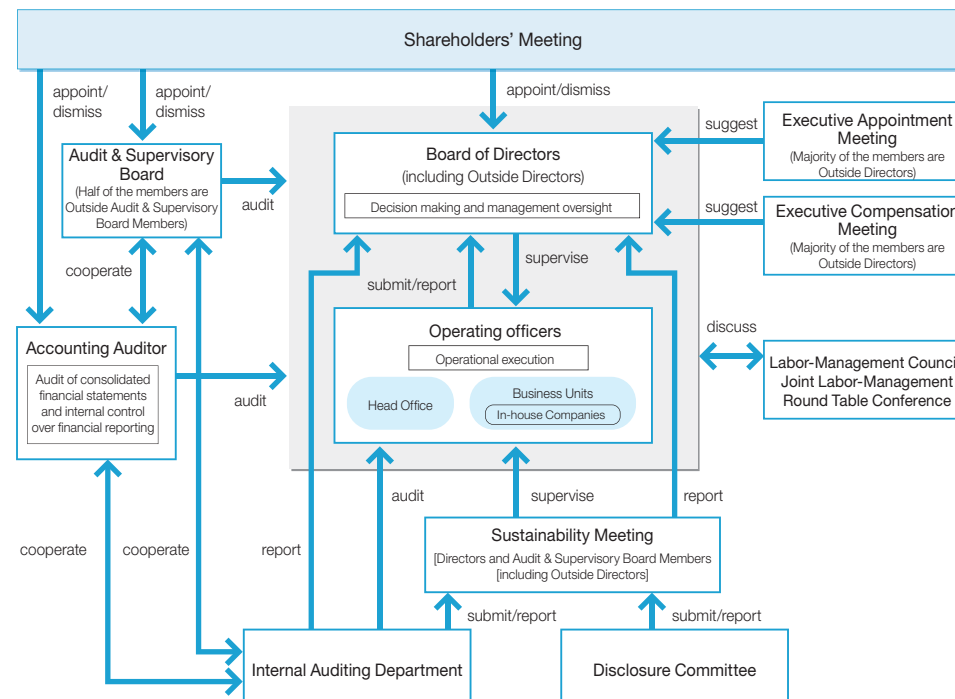 Shareholders’ Meeting
appoint/
dismiss
appoint/
dismiss
appoint/dismiss
Audit & Supervisory
Board
(Half of the members are
Outside Audit & Supervisory
Board Members)
audit
Board of Directors
(including Outside Directors)
Decision making and management oversight
suggest
Executive Appointment
Meeting
(Majority of the members are
Outside Directors)
suggest
Executive Compensation
Meeting
(Majority of the members are
Outside Directors)
cooperate
submit/report
supervise
Accounting Auditor
Audit of consolidated
financial statements
and internal control
over financial reporting
audit
Operating officers
Operational execution
Head Office
Business Units
In-house Companies
discuss
Labor-Management Council
Joint Labor-Management
Round Table Conference
cooperate
cooperate
report
audit
supervise
report
Sustainability Meeting
[Directors and Audit & Supervisory Board Members
[including Outside Directors]
submit/report
submit/report
Internal Auditing Department
Disclosure Committee